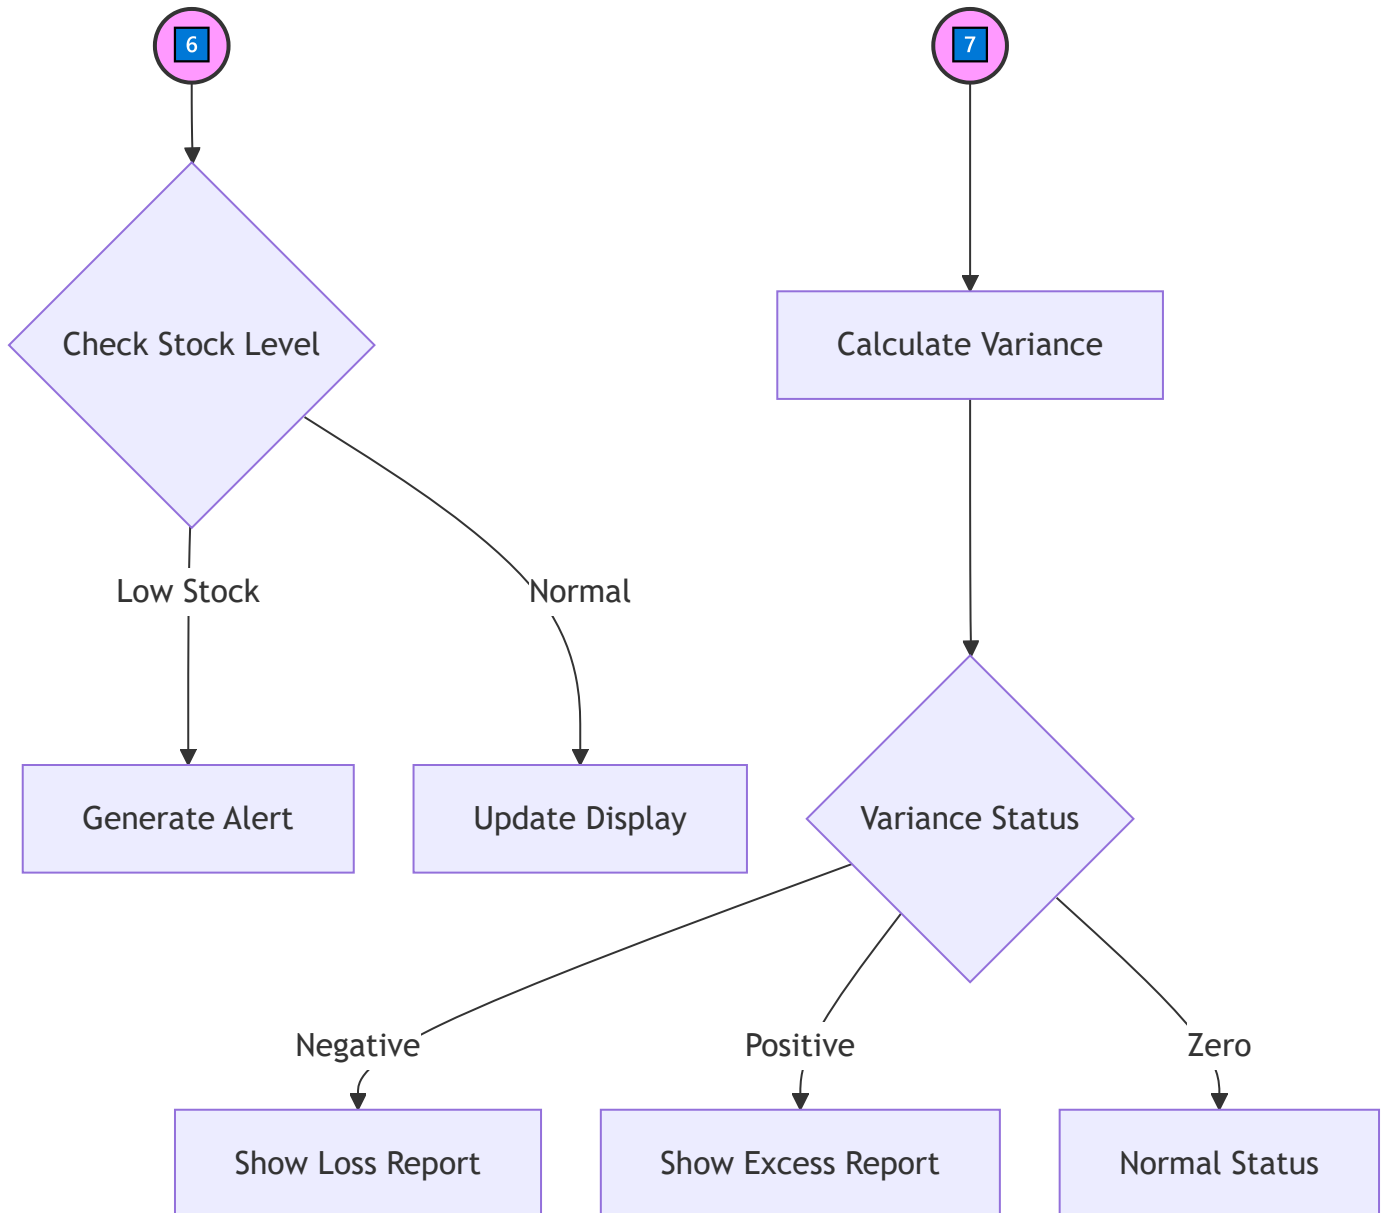 6
7
Check Stock Level
Calculate Variance
Low Stock
Normal
Generate Alert
Update Display
Variance Status
Negative
Positive
Zero
Show Loss Report
Show Excess Report
Normal Status